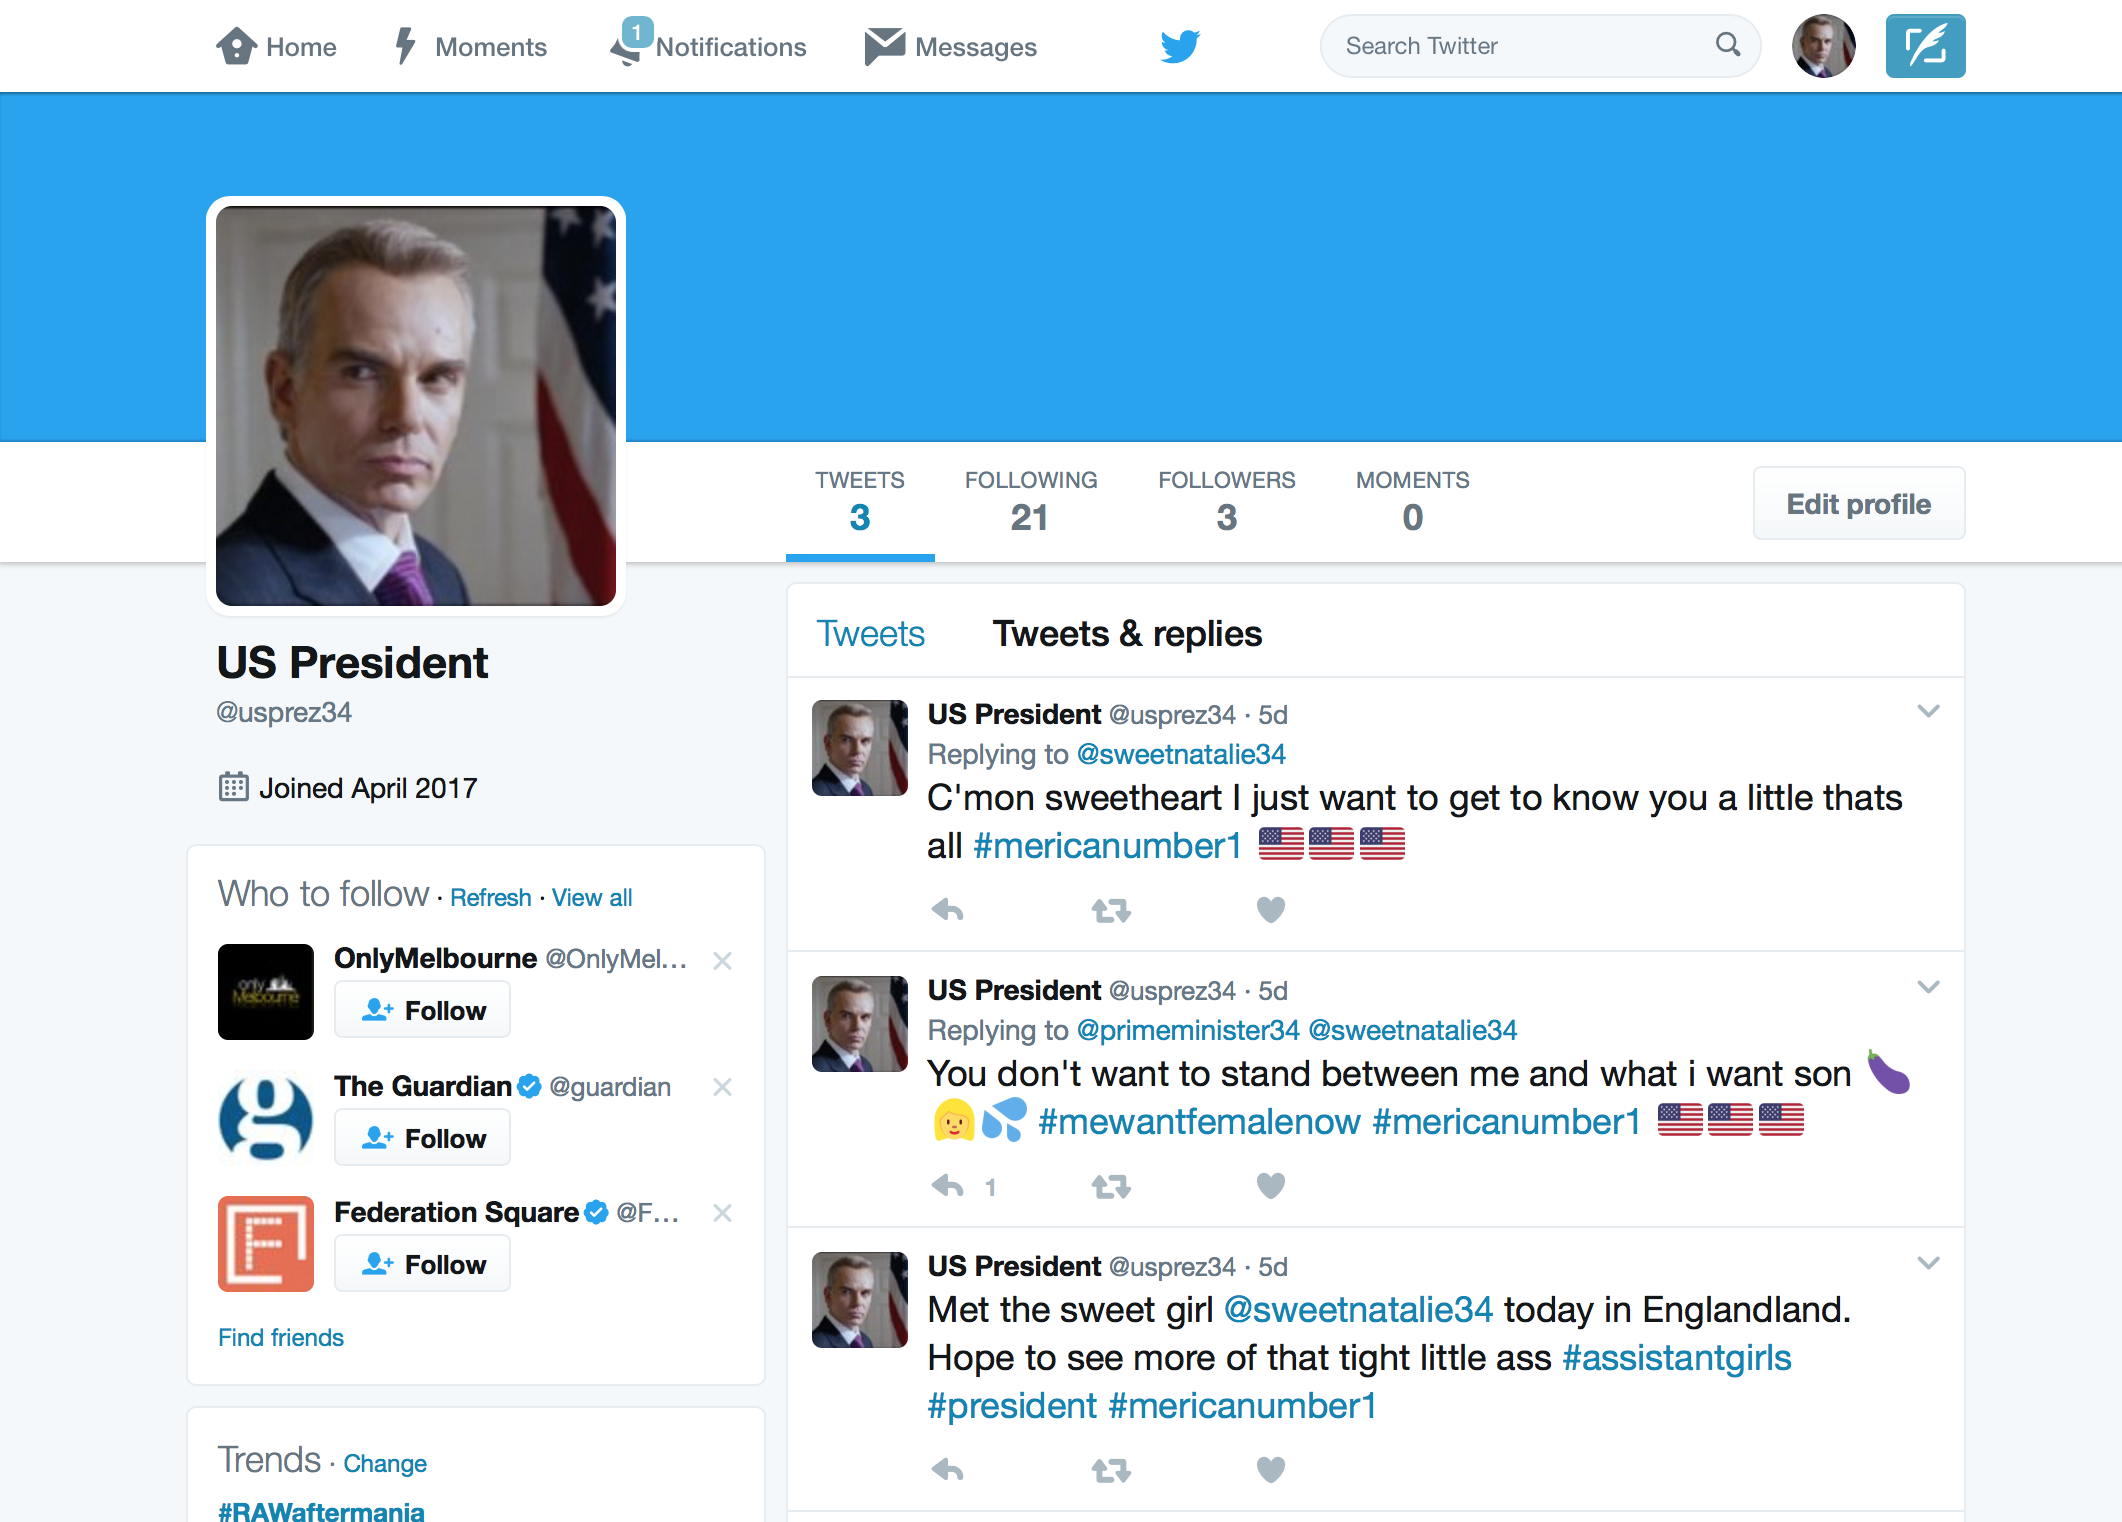 Home
Moments
1
Notifications
Messages
Search Twitter
TWEETS
3
FOLLOWING
21
FOLLOWERS
3
MOMENTS
0
Edit profile
US President
@usprez34
Joined April 2017
Who to follow · Refresh · View all
only
Melbourne
OnlyMelbourne @OnlyMel...
Follow
g
The Guardian @guardian
Follow
F
Federation Square @F...
Follow
Find friends
Trends · Change
#RAWaftermania
Tweets
Tweets & replies
US President @usprez34 · 5d
Replying to @sweetnatalie34
C'mon sweetheart I just want to get to know you a little thats
all #mericanumber1 🇺🇸🇺🇸🇺🇸
US President @usprez34 · 5d
Replying to @primeminister34 @sweetnatalie34
You don't want to stand between me and what i want son 🍆
👱‍♀️💦 #mewantfemalenow #mericanumber1 🇺🇸🇺🇸🇺🇸
1
US President @usprez34 · 5d
Met the sweet girl @sweetnatalie34 today in Englandland.
Hope to see more of that tight little ass #assistantgirls
#president #mericanumber1